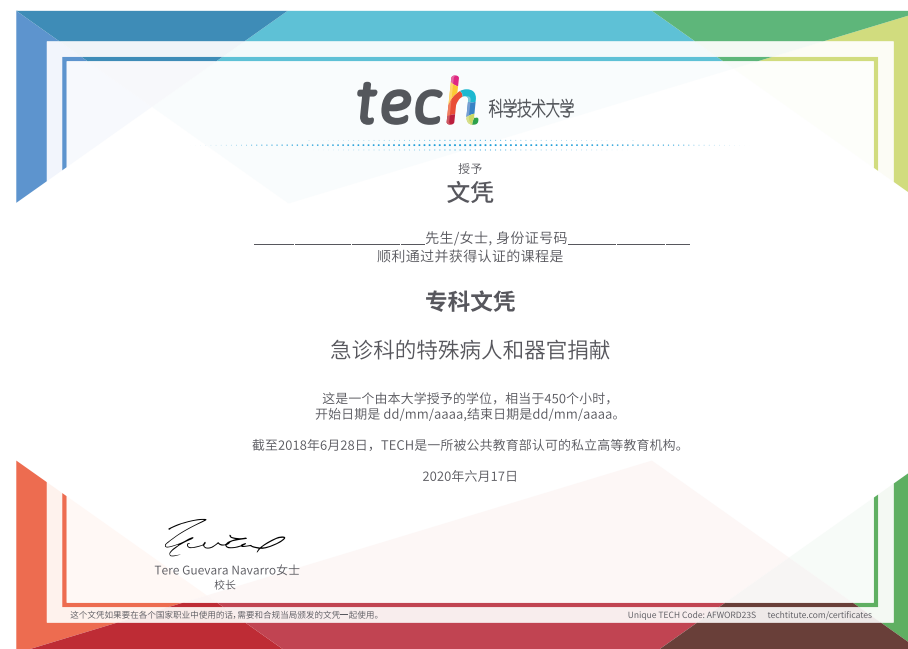 tech 科学技术大学
授予
文凭
________________________先生/女士, 身份证号码_________________
顺利通过并获得认证的课程是
专科文凭
急诊科的特殊病人和器官捐献
这是一个由本大学授予的学位，相当于450个小时，
开始日期是 dd/mm/aaaa,结束日期是dd/mm/aaaa。
截至2018年6月28日，TECH是一所被公共教育部认可的私立高等教育机构。
2020年六月17日
Tere Guevara Navarro女士
校长
这个文凭如果要在各个国家职业中使用的话,需要和合规当局颁发的文凭一起使用。
Unique TECH Code: AFWORD23S techtitute.com/certificates